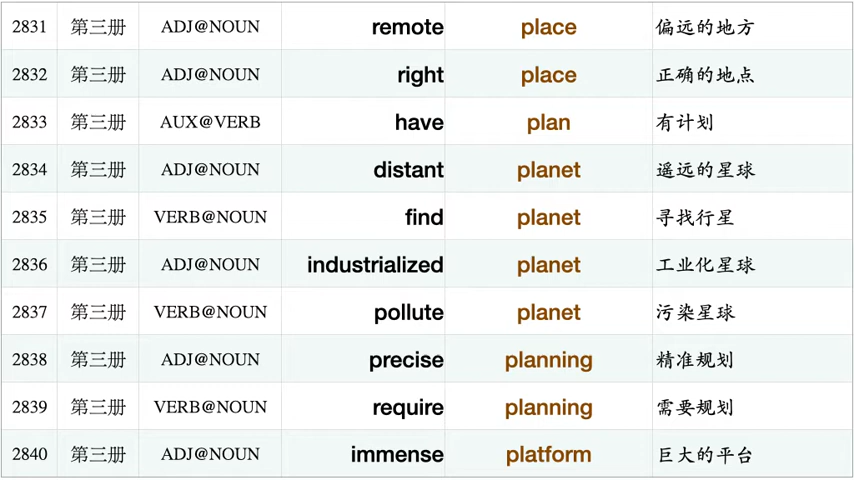 2831 第三册 ADJ@NOUN remote place 偏远的地方
2832 第三册 ADJ@NOUN right place 正确的地点
2833 第三册 AUX@VERB have plan 有计划
2834 第三册 ADJ@NOUN distant planet 遥远的星球
2835 第三册 VERB@NOUN find planet 寻找行星
2836 第三册 ADJ@NOUN industrialized planet 工业化星球
2837 第三册 VERB@NOUN pollute planet 污染星球
2838 第三册 ADJ@NOUN precise planning 精准规划
2839 第三册 VERB@NOUN require planning 需要规划
2840 第三册 ADJ@NOUN immense platform 巨大的平台